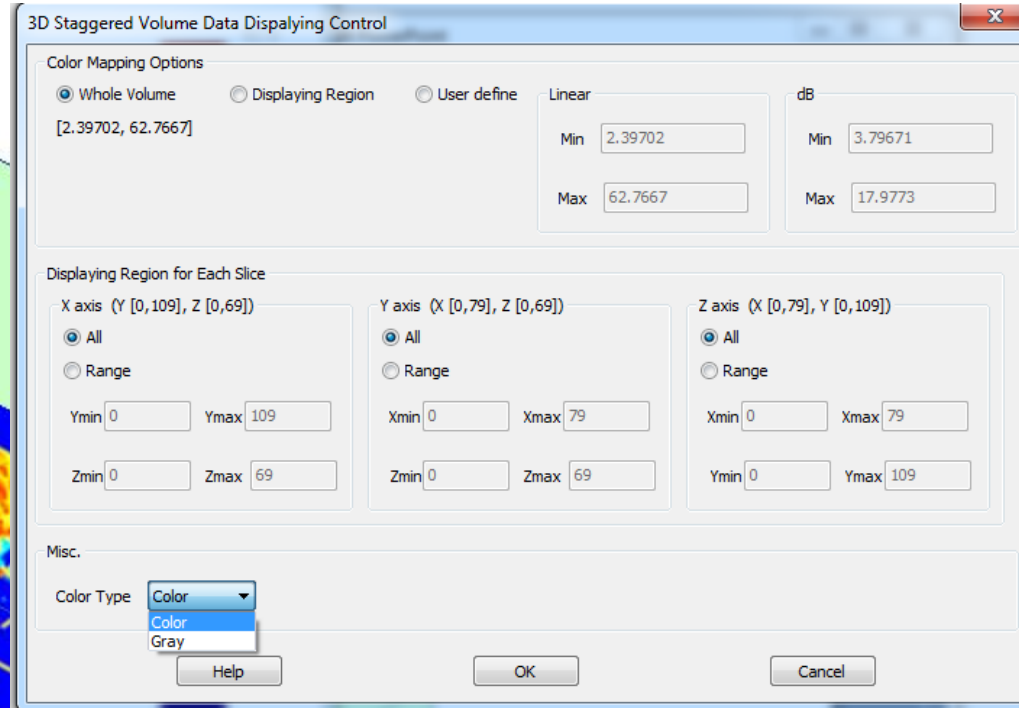 3D Staggered Volume Data Dispalying Control
Color Mapping Options
Whole Volume Displaying Region User define
[2.39702, 62.7667]
Linear
Min 2.39702
Max 62.7667
dB
Min 3.79671
Max 17.9773
Displaying Region for Each Slice
X axis (Y [0,109], Z [0,69])
All
Range
Ymin 0 Ymax 109
Zmin 0 Zmax 69
Y axis (X [0,79], Z [0,69])
All
Range
Xmin 0 Xmax 79
Zmin 0 Zmax 69
Z axis (X [0,79], Y [0,109])
All
Range
Xmin 0 Xmax 79
Ymin 0 Ymax 109
Misc.
Color Type Color
Color
Gray
Help OK Cancel